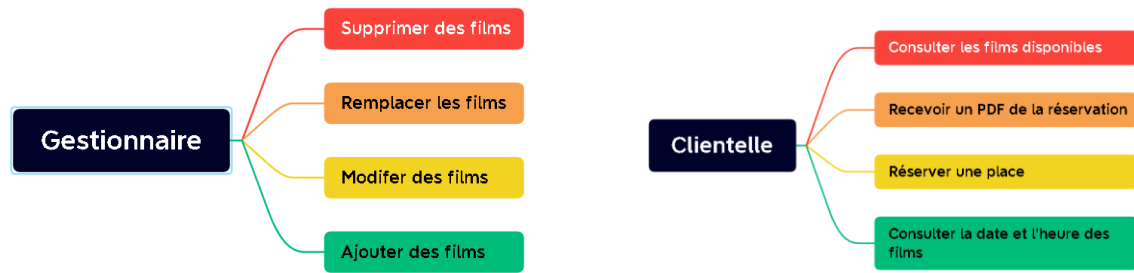 Gestionnaire
Supprimer des films
Remplacer les films
Modifer des films
Ajouter des films
Clientelle
Consulter les films disponibles
Recevoir un PDF de la réservation
Réserver une place
Consulter la date et l'heure des
films